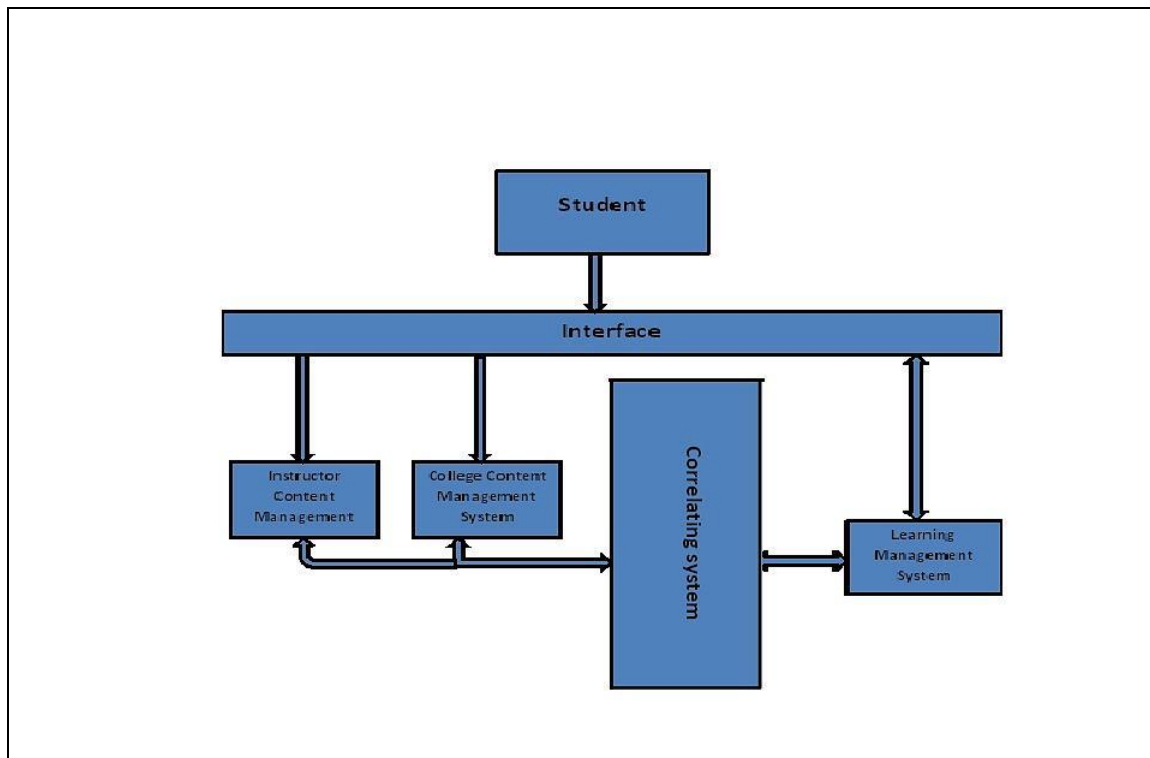 Student
Interface
Instructor
Content
Management
College Content
Management
System
Correlating system
Learning
Management
System